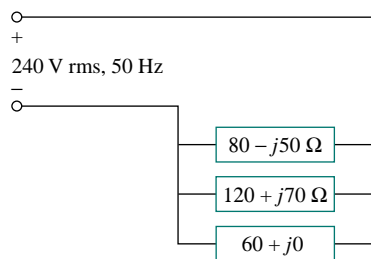 +
240 V rms, 50 Hz
−
80 − j50 Ω
120 + j70 Ω
60 + j0